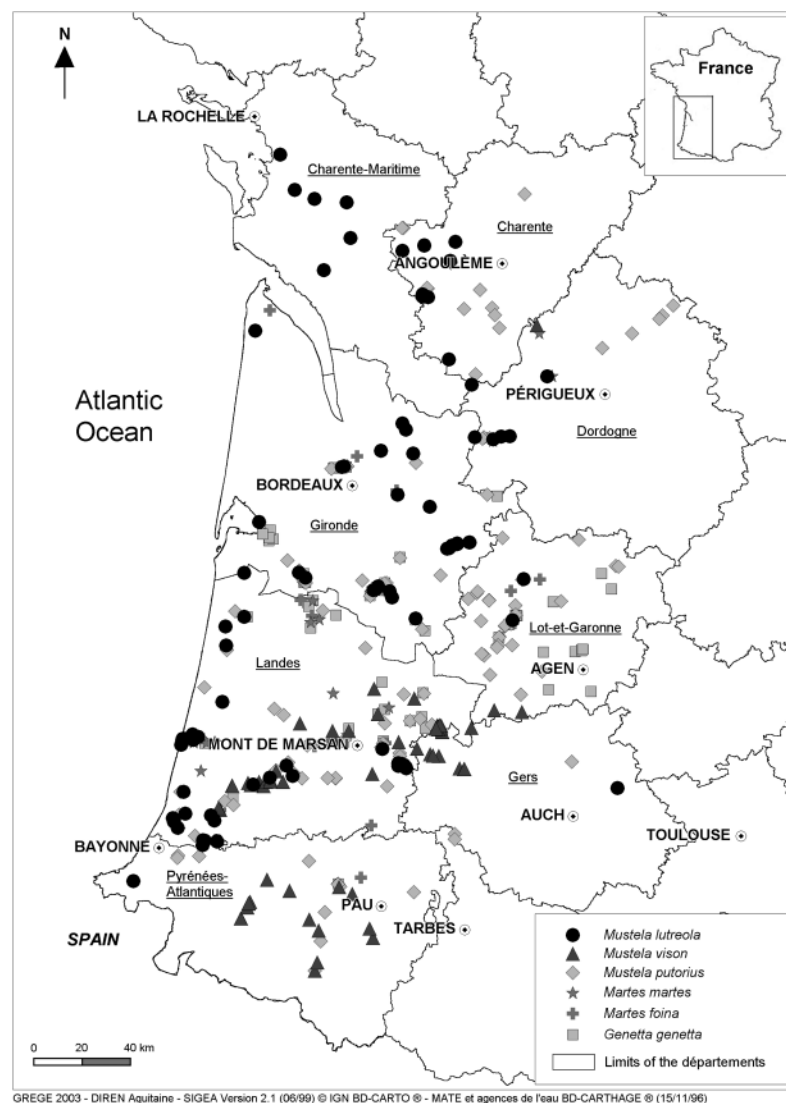 N
France
LA ROCHELLE
Charente-Maritime
Charente
ANGOULÊME
Atlantic
Ocean
PÉRIGUEUX
Dordogne
BORDEAUX
Gironde
Lot-et-Garonne
Landes
AGEN
MONT DE MARSAN
Gers
AUCH
TOULOUSE
BAYONNE
Pyrénées-
Atlantiques
PAU
TARBES
SPAIN
Mustela lutreola
Mustela vison
Mustela putorius
Martes martes
Martes foina
Genetta genetta
Limits of the départements
0 20 40 km
GREGE 2003 - DIREN Aquitaine - SIGEA Version 2.1 (06/99) © IGN BD-CARTO ® - MATE et agences de l'eau BD-CARTHAGE ® (15/11/96)